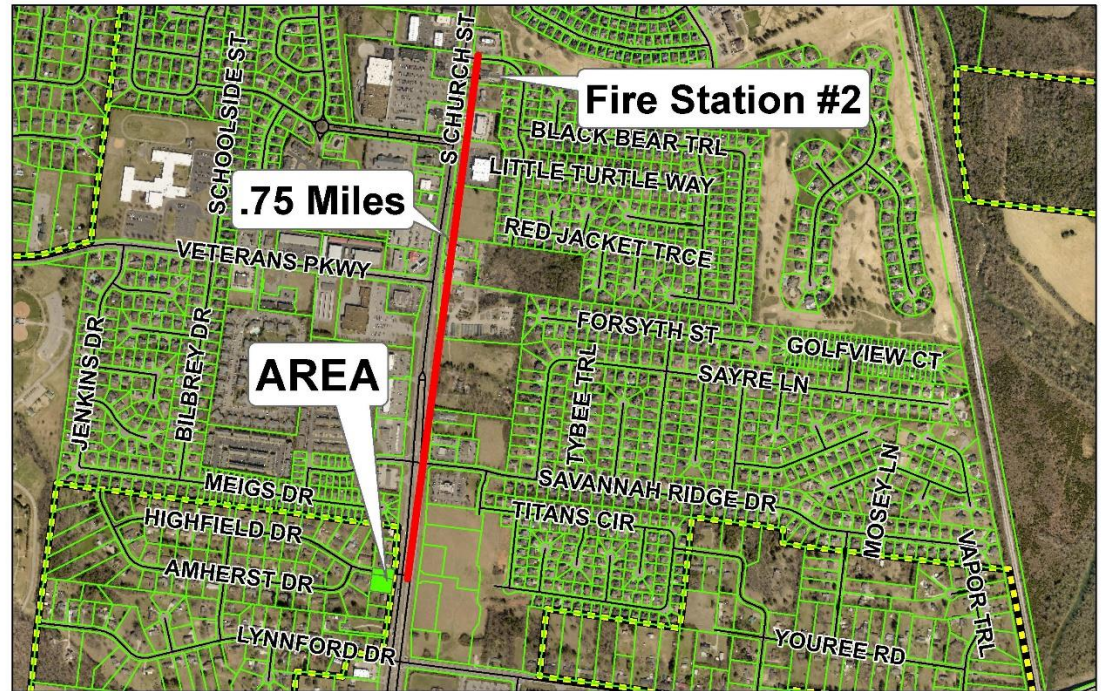 S CHURCH ST
SCHOOLSIDE ST
Fire Station #2
BLACK BEAR TRL
LITTLE TURTLE WAY
.75 Miles
RED JACKET TRCE
VETERANS PKWY
FORSYTH ST
GOLFVIEW CT
AREA
SAYRE LN
JENKINS DR
BILBREY DR
TYBEE TRL
MEIGS DR
SAVANNAH RIDGE DR
MOSEY LN
HIGHFIELD DR
TITANS CIR
AMHERST DR
VAPOR TRL
LYNNFORD DR
YOUREE RD